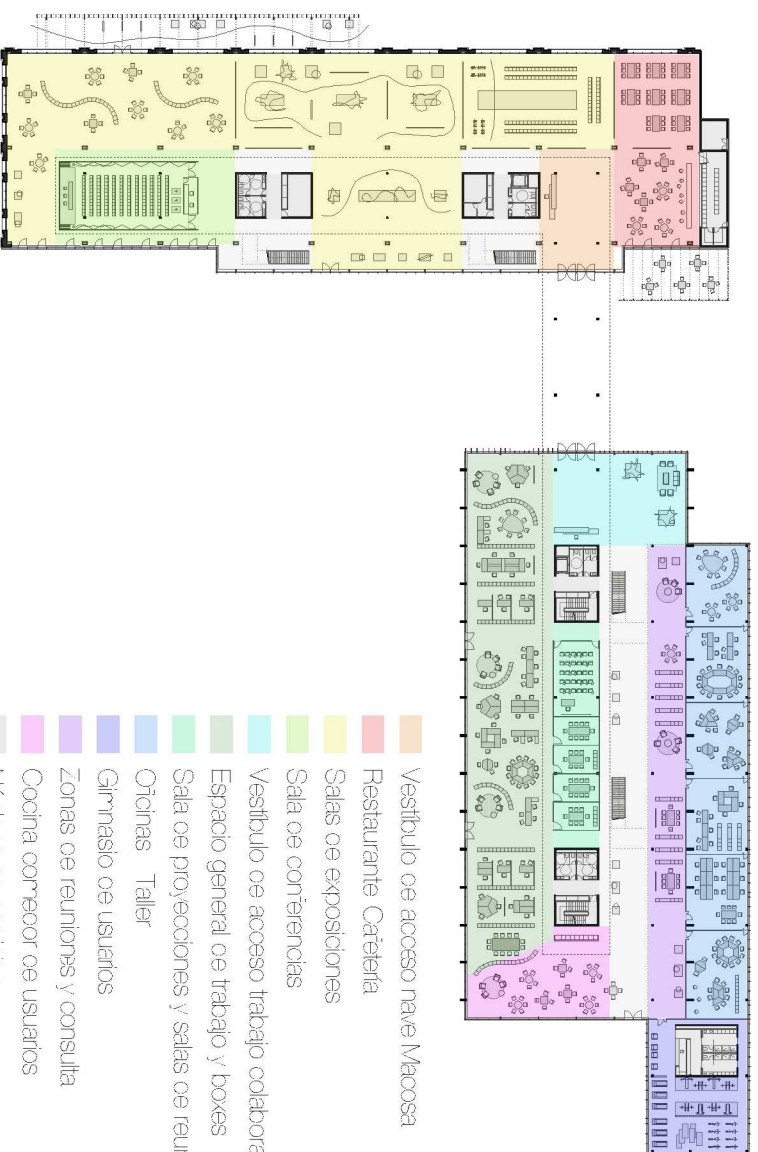 Vestíbulo de acceso nave Macosa
Restaurante Cafetería
Salas de exposiciones
Sala de conferencias
Vestíbulo de acceso trabajo colabora
Espacio general de trabajo y boxes
Sala de proyecciones y salas de reun
Oficinas Taller
Gimnasio de usuarios
Zonas de reuniones y consulta
Cocina comedor de usuarios